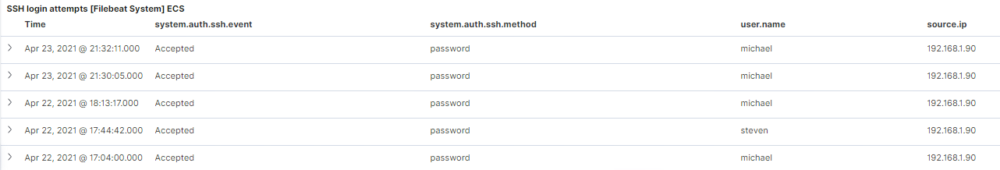 SSH login attempts [Filebeat System] ECS
Time system.auth.ssh.event system.auth.ssh.method user.name source.ip
Apr 23, 2021 @ 21:32:11.000 Accepted password michael 192.168.1.90
Apr 23, 2021 @ 21:30:05.000 Accepted password michael 192.168.1.90
Apr 22, 2021 @ 18:13:17.000 Accepted password michael 192.168.1.90
Apr 22, 2021 @ 17:44:42.000 Accepted password steven 192.168.1.90
Apr 22, 2021 @ 17:04:00.000 Accepted password michael 192.168.1.90